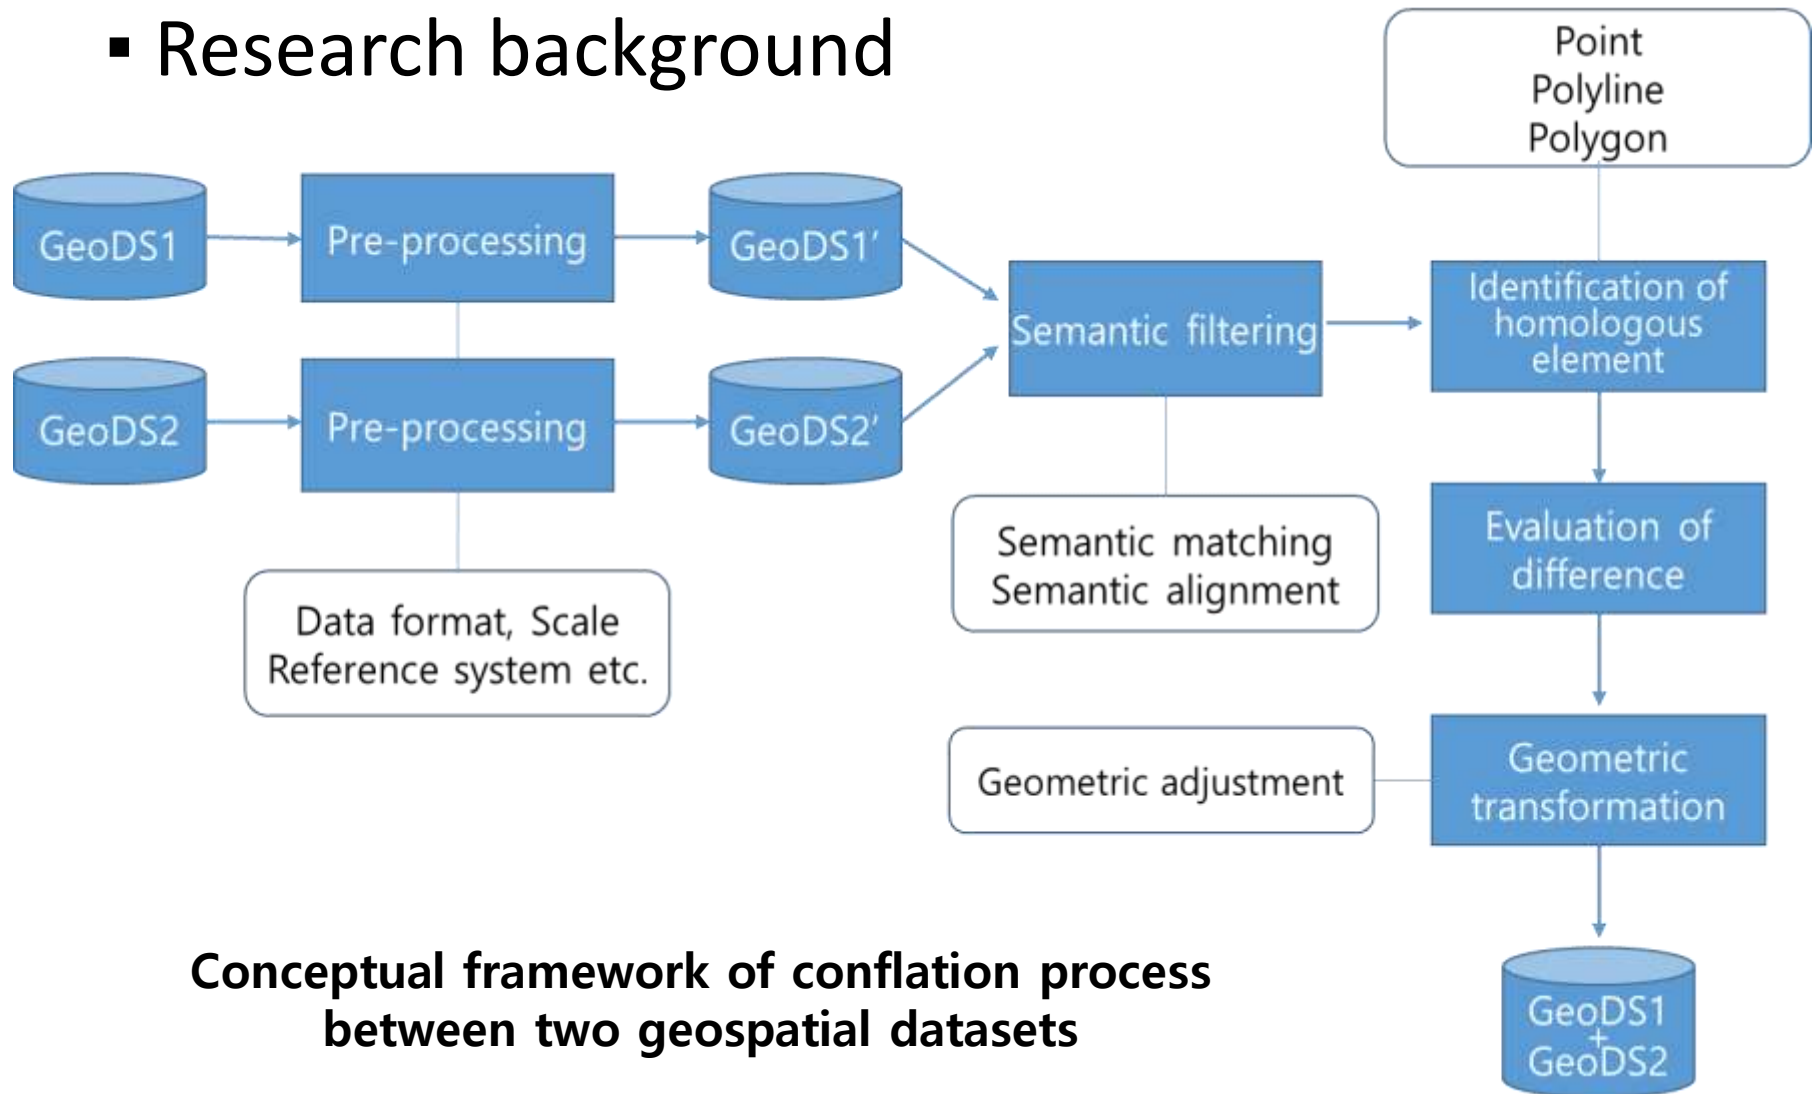 ▪ Research background
Point
Polyline
Polygon
GeoDS1
Pre-processing
GeoDS1’
GeoDS2
Pre-processing
GeoDS2’
Semantic filtering
Identification of
homologous
element
Data format, Scale
Reference system etc.
Semantic matching
Semantic alignment
Evaluation of
difference
Geometric adjustment
Geometric
transformation
Conceptual framework of conflation process
between two geospatial datasets
GeoDS1
+
GeoDS2